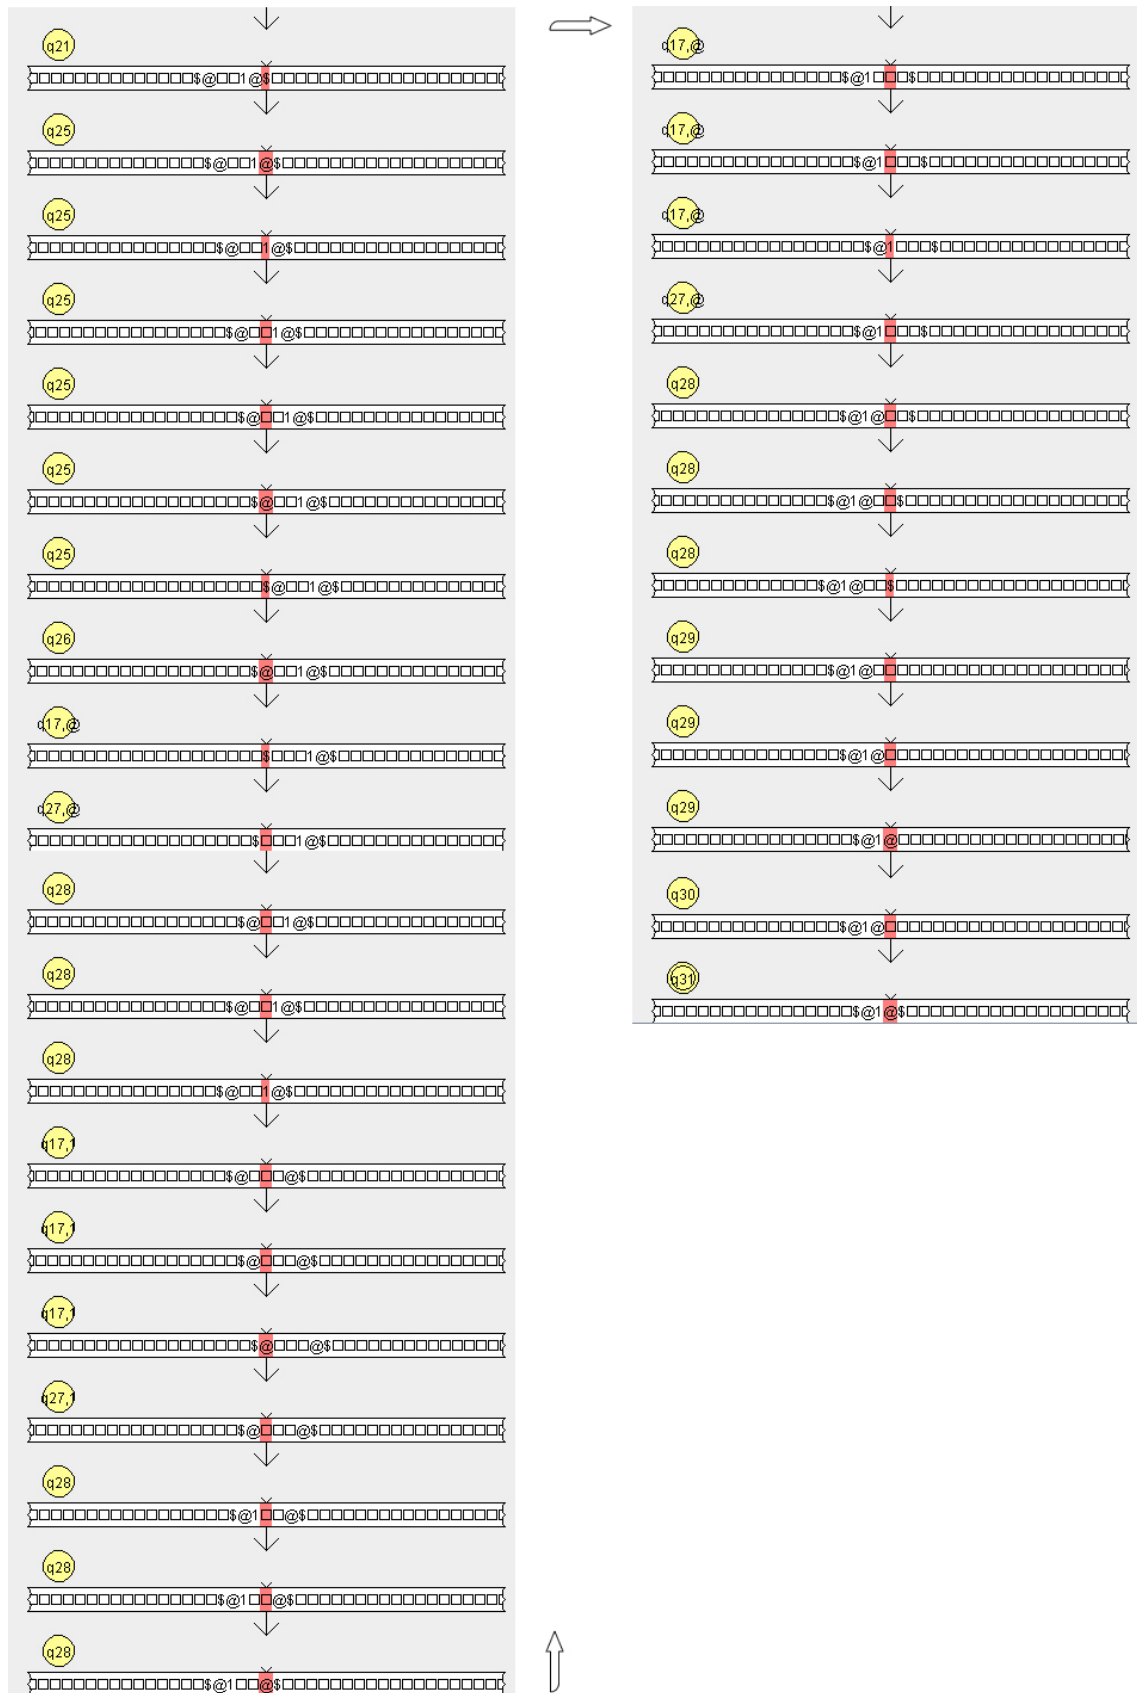 q21
$@□□1@$
q25
$@□□1@$
q25
$@□□1@$
q25
$@□□1@$
q25
$@□□1@$
q25
$@□□1@$
q25
$@□□1@$
q26
$@□□1@$
q17,@
$□□□1@$
q27,@
$□□□1@$
q28
$@□□1@$
q28
$@□□1@$
q28
$@□□1@$
q17,1
$@□□□@$
q17,1
$@□□□@$
q17,1
$@□□□@$
q27,1
$@□□□@$
q28
$@1□□@$
q28
$@1□□@$
q28
$@1□□@$
q17,@
$@1□□□$
q17,@
$@1□□□$
q17,@
$@1□□□$
q27,@
$@1□□□$
q28
$@1@□□$
q28
$@1@□□$
q28
$@1@□□$
q29
$@1@
q29
$@1@
q29
$@1@
q30
$@1@
q31
$@1@$